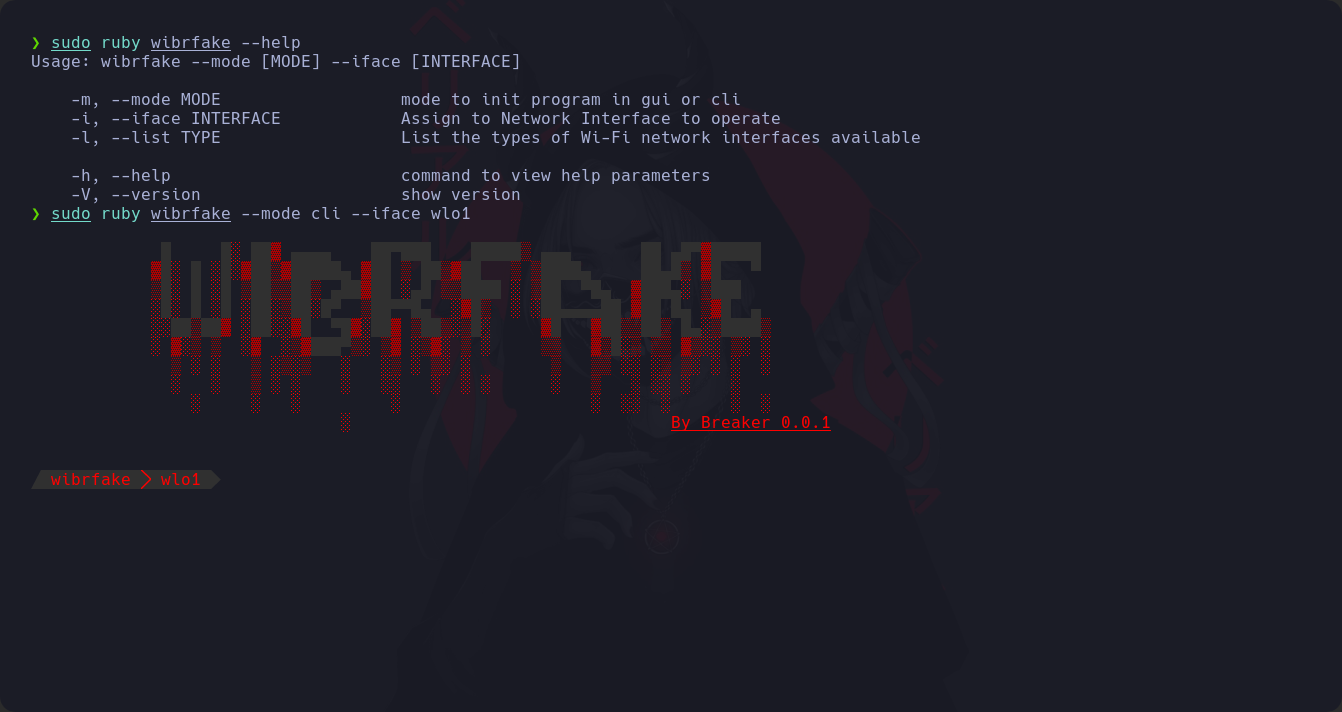 ❯ sudo ruby wibrfake --help
Usage: wibrfake --mode [MODE] --iface [INTERFACE]
-m, --mode MODE mode to init program in gui or cli
-i, --iface INTERFACE Assign to Network Interface to operate
-l, --list TYPE List the types of Wi-Fi network interfaces available
-h, --help command to view help parameters
-V, --version show version
❯ sudo ruby wibrfake --mode cli --iface wlo1
WIBRFAKE
By Breaker 0.0.1
wibrfake wlo1